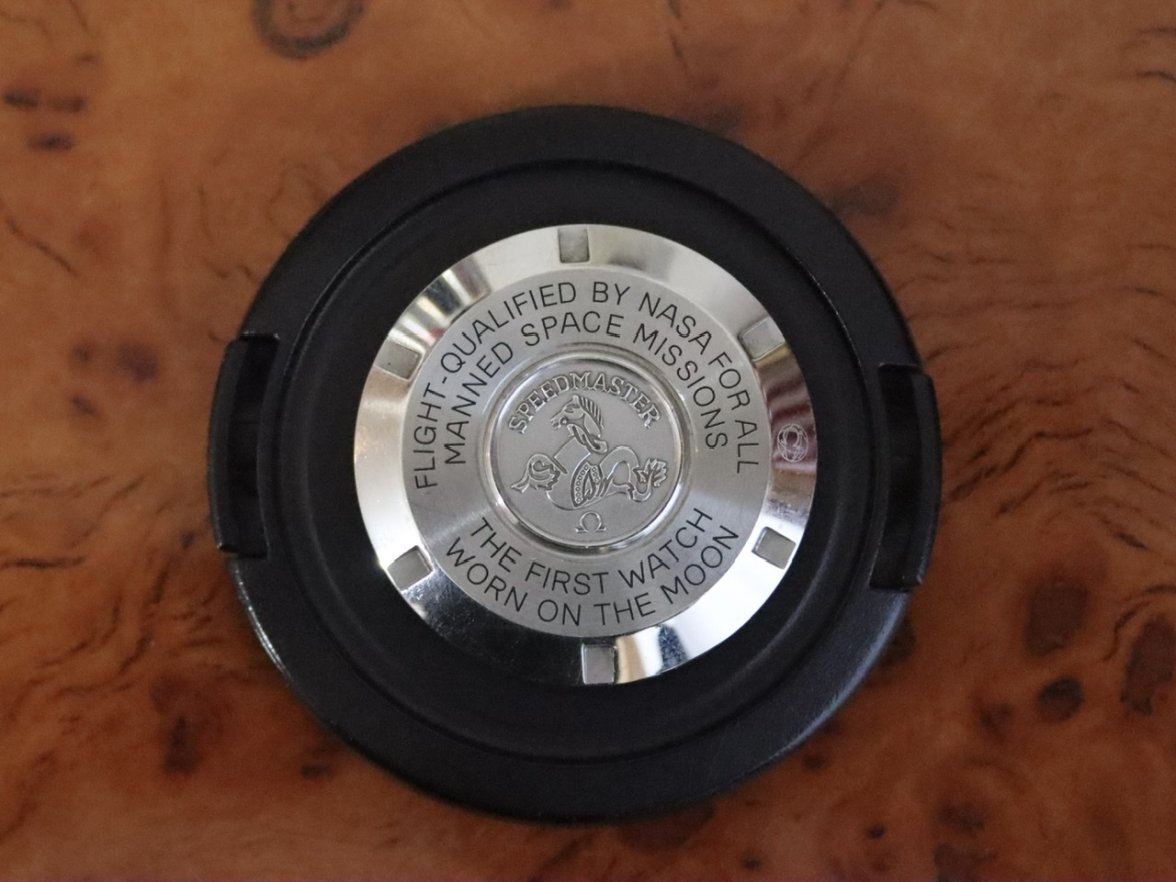 FLIGHT-QUALIFIED BY NASA FOR ALL
MANNED SPACE MISSIONS
SPEEDMASTER
Ω
THE FIRST WATCH
WORN ON THE MOON